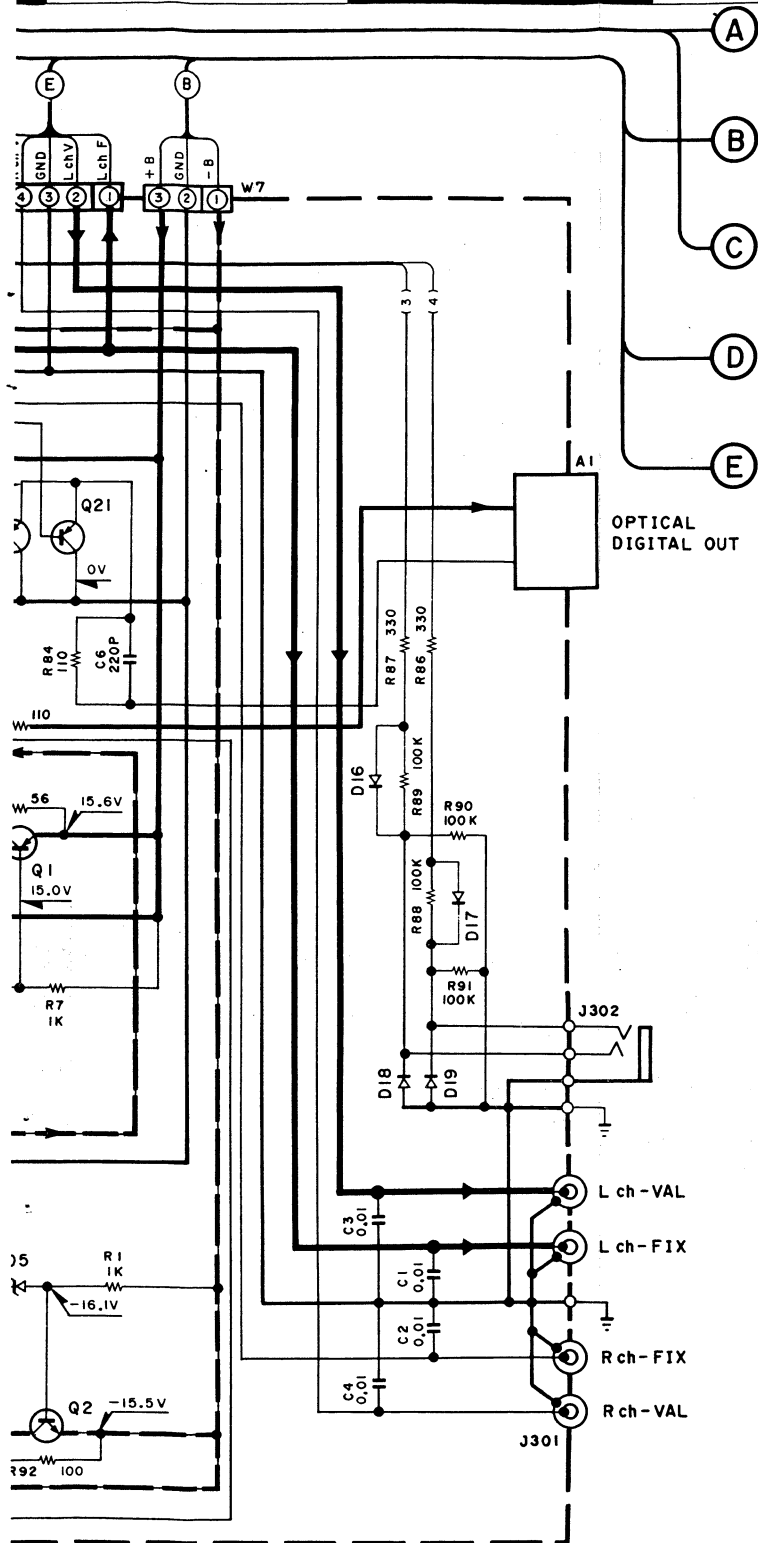 A
E
B
B
GND
L ch V
L ch F
+B
GND
-B
4
3
2
1
3
2
1
W7
C
3
4
D
A1
E
Q21
OPTICAL
DIGITAL OUT
0V
R84
110
C6
220P
R87
330
R86
330
110
D16
100K
R89
R90
100K
56
15.6V
Q1
15.0V
100K
R88
D17
R91
100K
R7
1K
J302
D18
D19
L ch-VAL
C3
0.01
L ch-FIX
05
R1
1K
C1
0.01
-16.1V
C2
0.01
R ch-FIX
C4
0.01
Q2
-15.5V
R ch-VAL
J301
R92
100